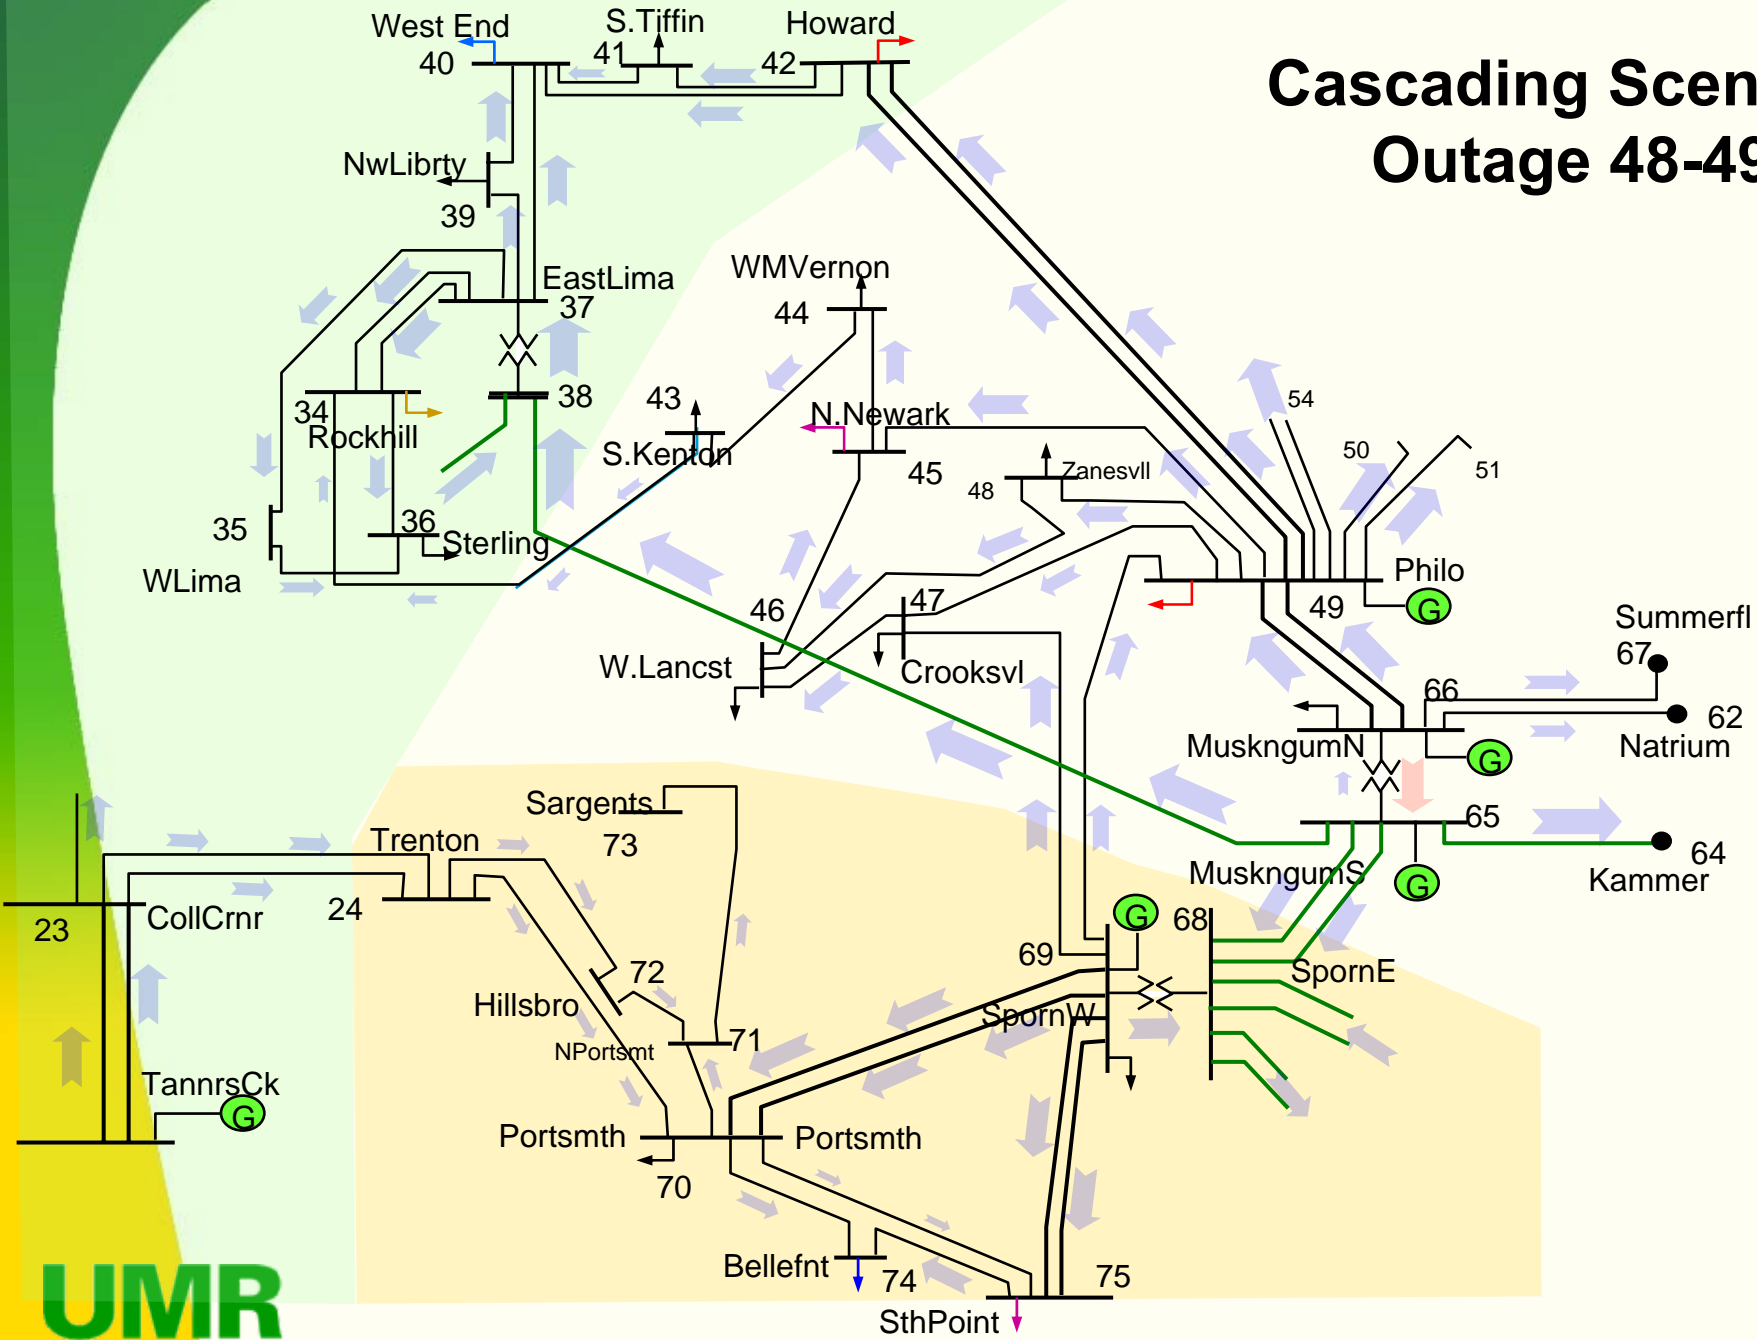 Cascading Scen
Outage 48-49
West End
40
S.Tiffin
41
Howard
42
NwLibrty
39
EastLima
37
38
34
Rockhill
35
WLima
36
Sterling
WMVernon
44
43
S.Kenton
N.Newark
45
48
Zanesvll
54
50
51
46
W.Lancst
47
Crooksvl
Philo
49
G
Summerfl
67
66
62
Natrium
MuskngumN
G
65
64
Kammer
MuskngumS
G
Sargents
73
Trenton
24
23
CollCrnr
72
Hillsbro
NPortsmt
71
G
69
68
SpornE
SpornW
TannrsCk
G
Portsmth
Portsmth
70
Bellefnt
74
75
SthPoint
UMR